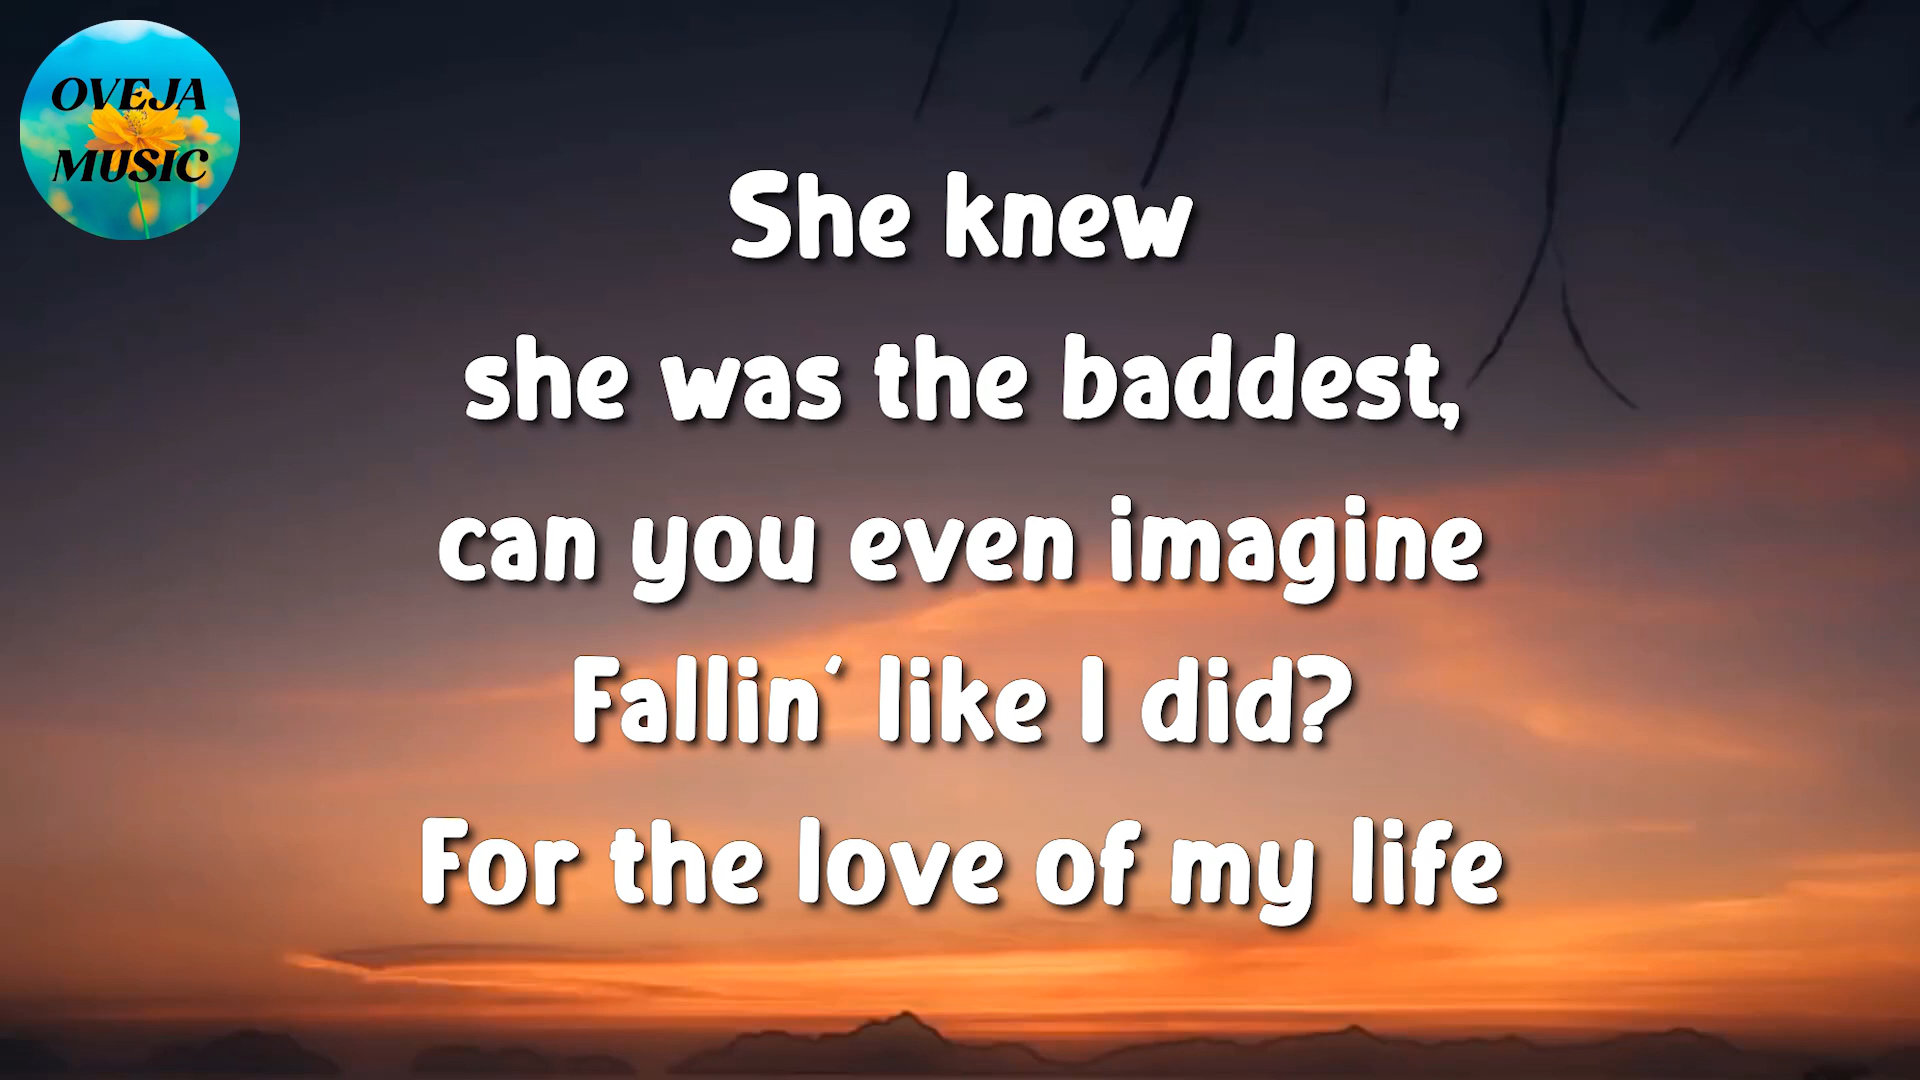 OVEJA
MUSIC
She knew
she was the baddest,
can you even imagine
Fallin' like I did?
For the love of my life